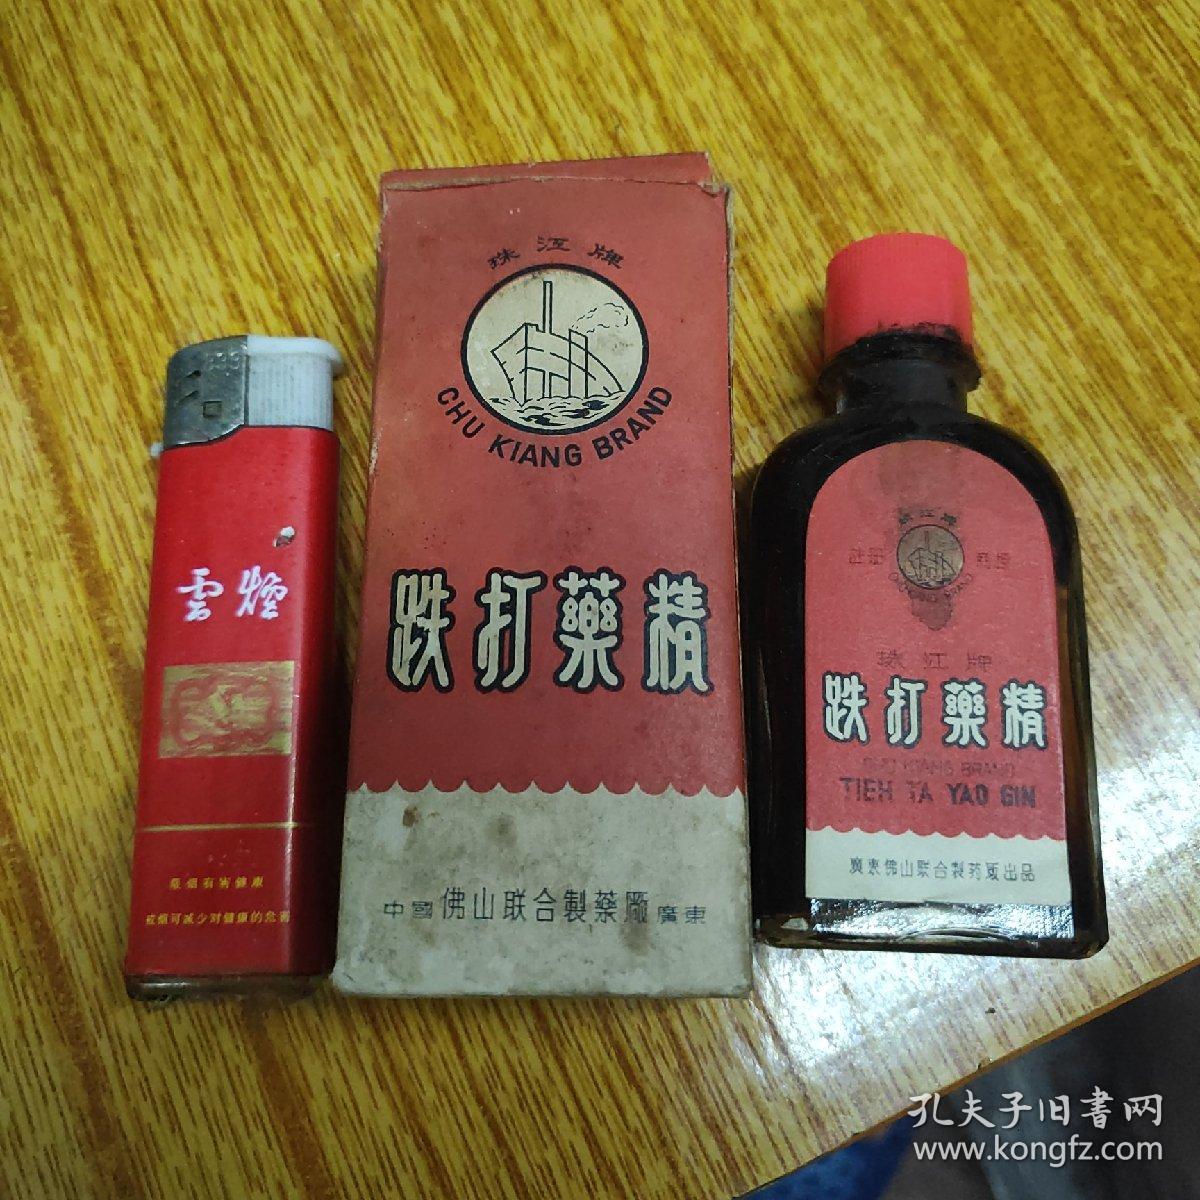 雲煙
吸烟有害健康
戒烟可减少对健康的危害
珠江牌
CHU KIANG BRAND
跌打藥精
中國佛山联合製藥廠廣東
珠江牌
註册 商標
珠江牌
跌打藥精
CHU KIANG BRAND
TIEH TA YAO GIN
廣東佛山联合製药厰出品
孔夫子旧書网
www.kongfz.com